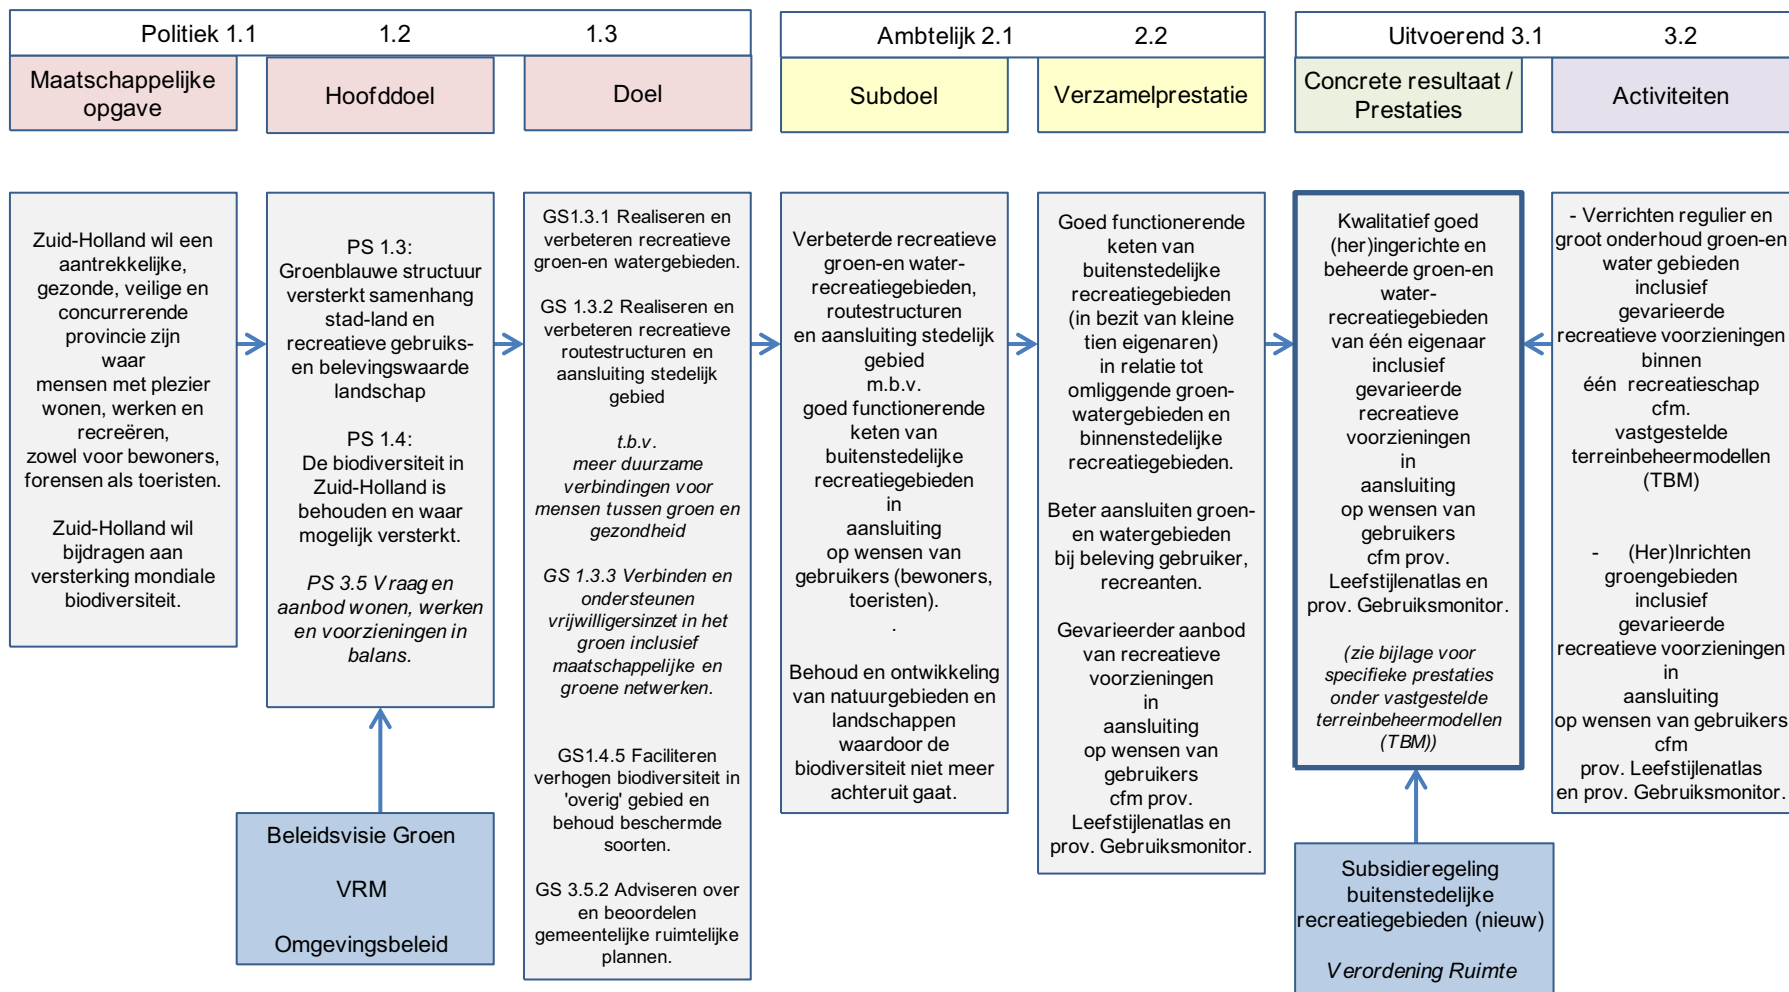 Politiek 1.1
1.2
1.3
Ambtelijk 2.1
2.2
Uitvoerend 3.1
3.2
Maatschappelijke
opgave
Hoofddoel
Doel
Subdoel
Verzamelprestatie
Concrete resultaat /
Prestaties
Activiteiten
Zuid-Holland wil een
aantrekkelijke,
gezonde, veilige en
concurrerende
provincie zijn
waar
mensen met plezier
wonen, werken en
recreëren,
zowel voor bewoners,
forensen als toeristen.
Zuid-Holland wil
bijdragen aan
versterking mondiale
biodiversiteit.
PS 1.3:
Groenblauwe structuur
versterkt samenhang
stad-land en
recreatieve gebruiks-
en belevingswaarde
landschap
PS 1.4:
De biodiversiteit in
Zuid-Holland is
behouden en waar
mogelijk versterkt.
PS 3.5 Vraag en
aanbod wonen, werken
en voorzieningen in
balans.
Beleidsvisie Groen
VRM
Omgevingsbeleid
GS1.3.1 Realiseren en
verbeteren recreatieve
groen-en watergebieden.
GS 1.3.2 Realiseren en
verbeteren recreatieve
routestructuren en
aansluiting stedelijk
gebied
t.b.v.
meer duurzame
verbindingen voor
mensen tussen groen en
gezondheid
GS 1.3.3 Verbinden en
ondersteunen
vrijwilligersinzet in het
groen inclusief
maatschappelijke en
groene netwerken.
GS1.4.5 Faciliteren
verhogen biodiversiteit in
'overig' gebied en
behoud beschermde
soorten.
GS 3.5.2 Adviseren over
en beoordelen
gemeentelijke ruimtelijke
plannen.
Verbeterde recreatieve
groen-en water-
recreatiegebieden,
routestructuren
en aansluiting stedelijk
gebied
m.b.v.
goed functionerende
keten van
buitenstedelijke
recreatiegebieden
in
aansluiting
op wensen van
gebruikers (bewoners,
toeristen).
.
Behoud en ontwikkeling
van natuurgebieden en
landschappen
waardoor de
biodiversiteit niet meer
achteruit gaat.
Goed functionerende
keten van
buitenstedelijke
recreatiegebieden
(in bezit van kleine
tien eigenaren)
in relatie tot
omliggende groen-
watergebieden en
binnenstedelijke
recreatiegebieden.
Beter aansluiten groen-
en watergebieden
bij beleving gebruiker,
recreanten.
Gevarieerder aanbod
van recreatieve
voorzieningen
in
aansluiting
op wensen van
gebruikers
cfm prov.
Leefstijlenatlas en
prov. Gebruiksmonitor.
Kwalitatief goed
(her)ingerichte en
beheerde groen-en
water-
recreatiegebieden
van één eigenaar
inclusief
gevarieerde
recreatieve
voorzieningen
in
aansluiting
op wensen van
gebruikers
cfm prov.
Leefstijlenatlas en
prov. Gebruiksmonitor.
(zie bijlage voor
specifieke prestaties
onder vastgestelde
terreinbeheermodellen
(TBM))
Subsidieregeling
buitenstedelijke
recreatiegebieden (nieuw)
Verordening Ruimte
- Verrichten regulier en
groot onderhoud groen-en
water gebieden
inclusief
gevarieerde
recreatieve voorzieningen
binnen
één recreatieschap
cfm.
vastgestelde
terreinbeheermodellen
(TBM)
- (Her)Inrichten
groengebieden
inclusief
gevarieerde
recreatieve voorzieningen
in
aansluiting
op wensen van gebruikers
cfm
prov. Leefstijlenatlas
en prov. Gebruiksmonitor.